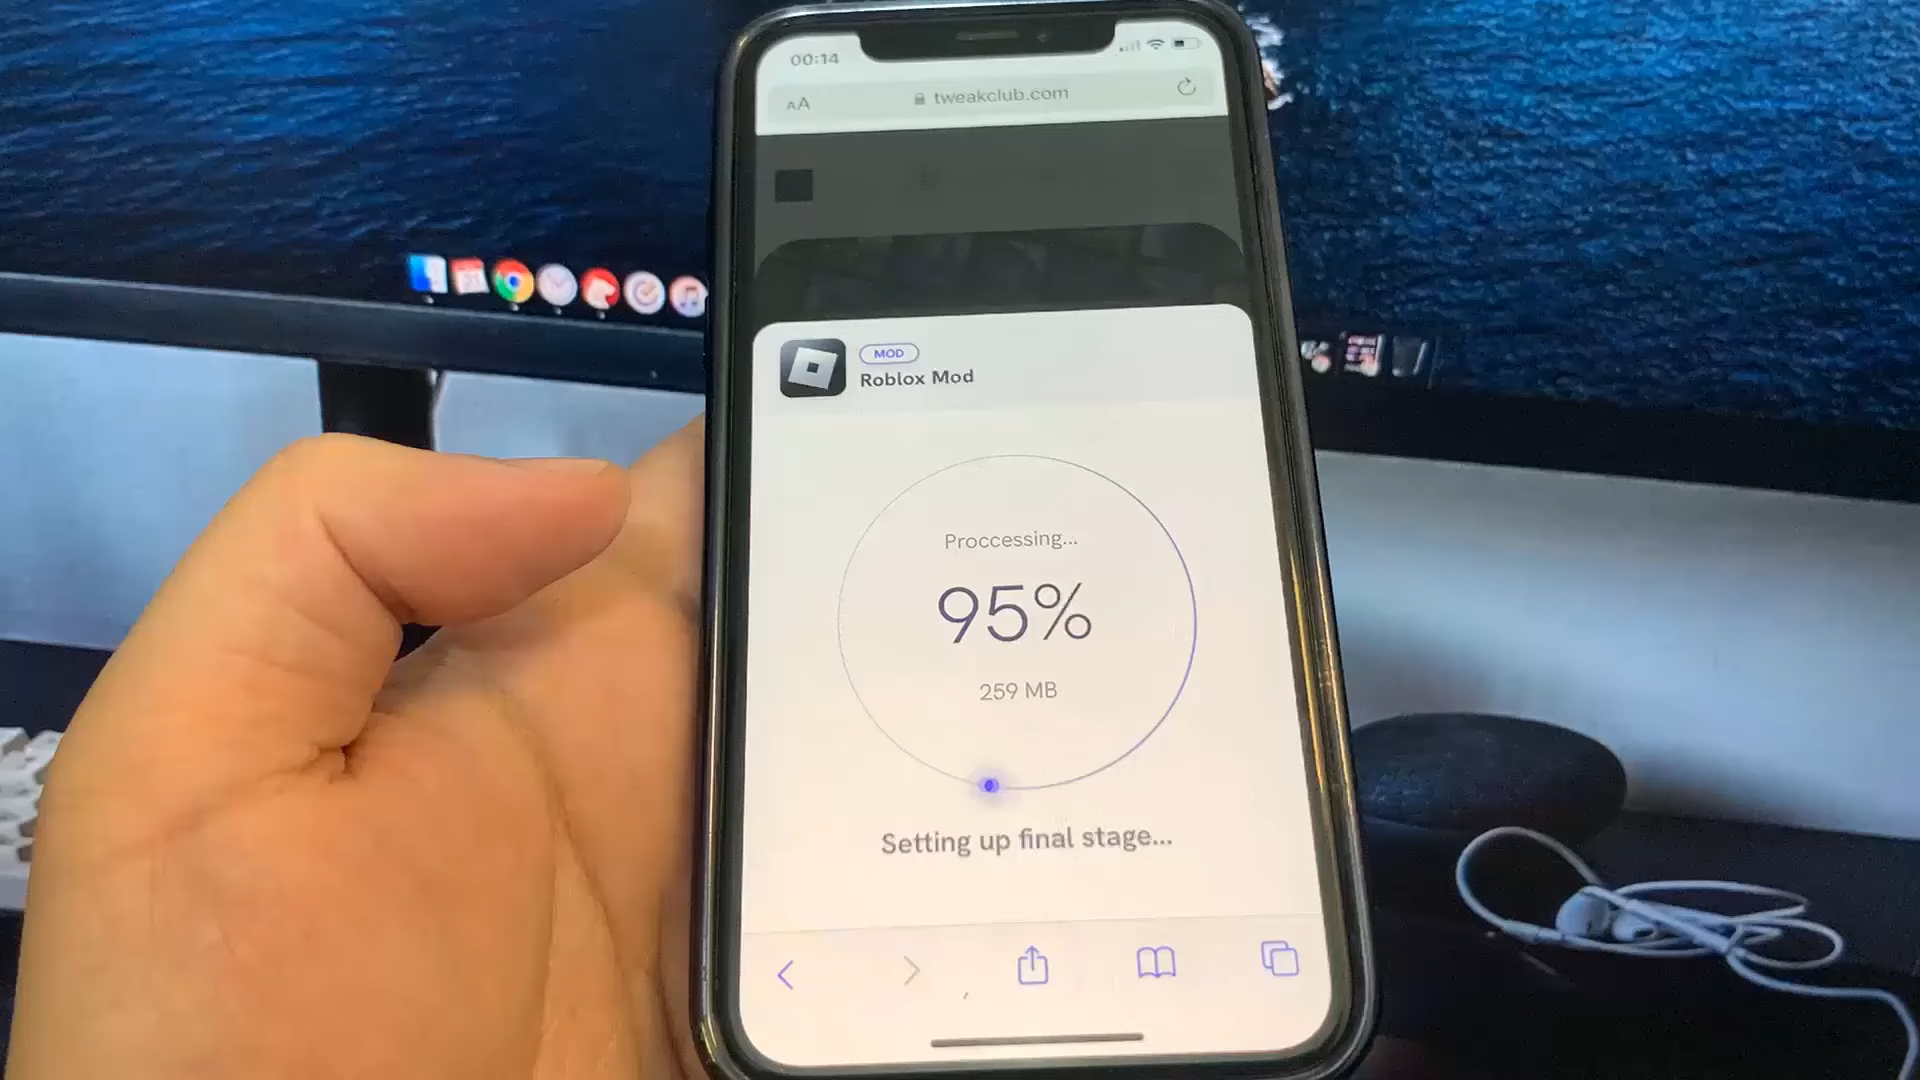 00:14
AA
tweakclub.com
MOD
Roblox Mod
Proccessing...
95%
259 MB
Setting up final stage...